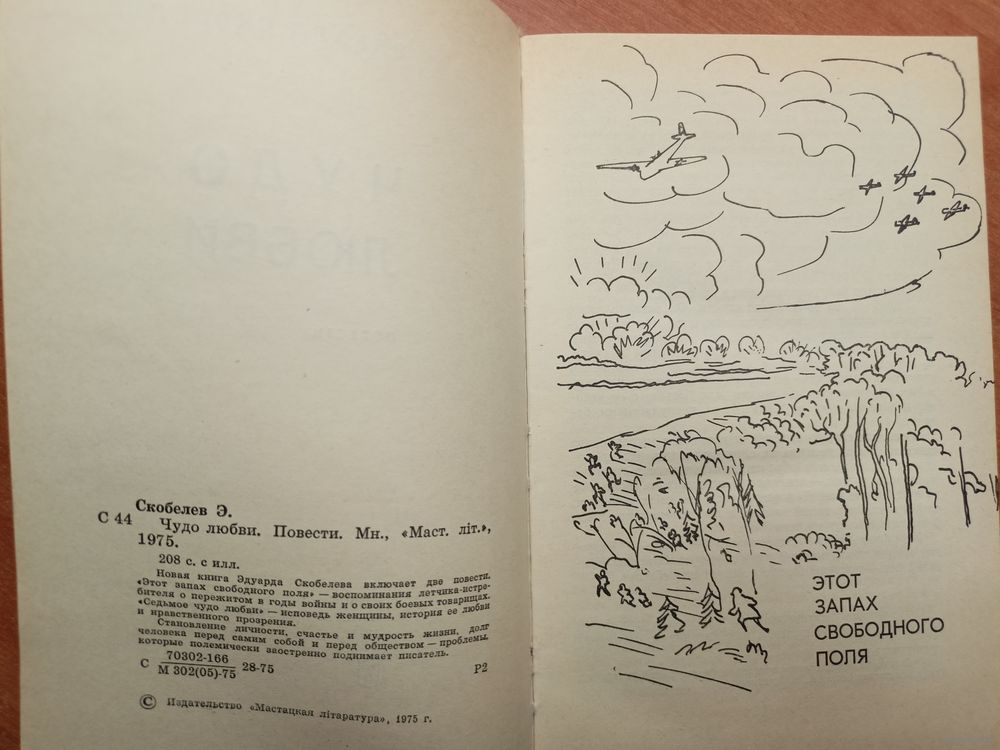 Скобелев Э.
С 44 Чудо любви. Повести. Мн., «Маст. літ.»,
1975.
208 с. с илл.
Новая книга Эдуарда Скобелева включает две повести.
«Этот запах свободного поля» — воспоминания летчика-истре-
бителя о пережитом в годы войны и о своих боевых товарищах.
«Седьмое чудо любви» — исповедь женщины, история ее любви
и нравственного прозрения.
Становление личности, счастье и мудрость жизни, долг
человека перед самим собой и перед обществом — проблемы,
которые полемически заостренно поднимает писатель.
70302-166
С 28-75 Р2
М 302(05)-75
© Издательство «Мастацкая літаратура», 1975 г.
ЭТОТ
ЗАПАХ
СВОБОДНОГО
ПОЛЯ